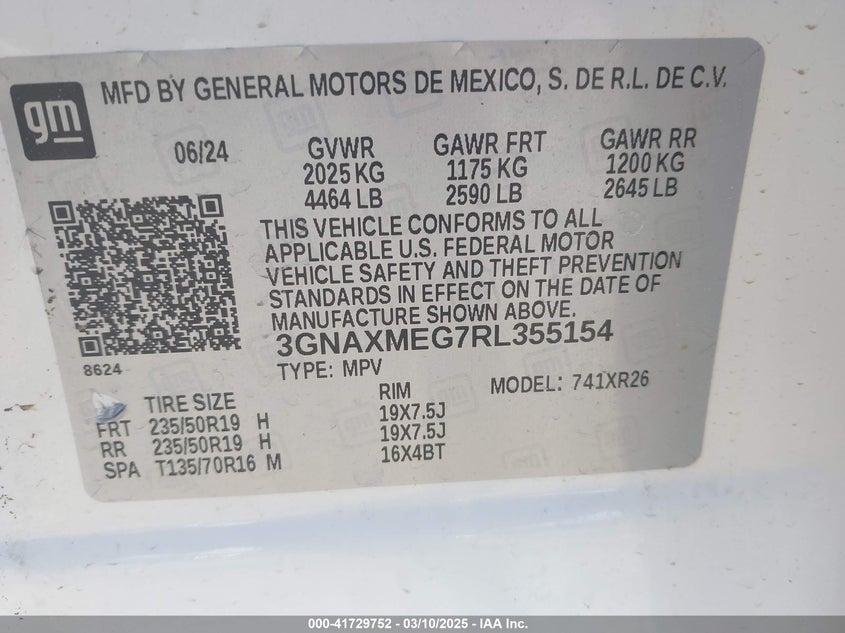 gm
MFD BY GENERAL MOTORS DE MEXICO, S. DE R.L. DE C.V.
06/24 GVWR GAWR FRT GAWR RR
2025 KG 1175 KG 1200 KG
4464 LB 2590 LB 2645 LB
THIS VEHICLE CONFORMS TO ALL
APPLICABLE U.S. FEDERAL MOTOR
VEHICLE SAFETY AND THEFT PREVENTION
STANDARDS IN EFFECT ON THE DATE OF
MANUFACTURE SHOWN ABOVE.
3GNAXMEG7RL355154
8624 TYPE: MPV MODEL: 741XR26
TIRE SIZE RIM
FRT 235/50R19 H 19X7.5J
RR 235/50R19 H 19X7.5J
SPA T135/70R16 M 16X4BT
000-41729752 — 03/10/2025 — IAA Inc.